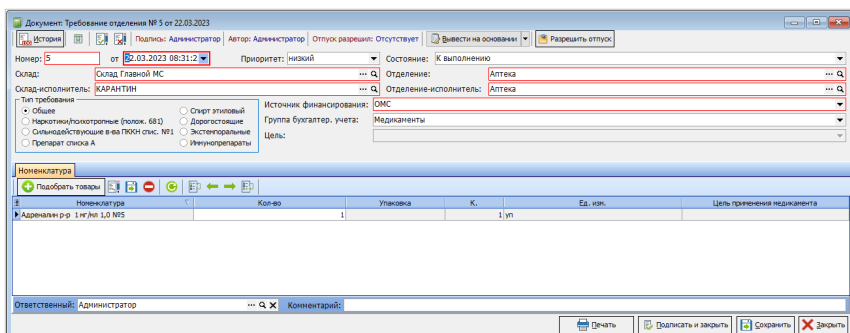 Документ: Требование отделения № 5 от 22.03.2023
История Подпись: Администратор Автор: Администратор Отпуск разрешил: Отсутствует Вывести на основании Разрешить отпуск
Номер: 5 от 22.03.2023 08:31:2 Приоритет: низкий Состояние: К выполнению
Склад: Склад Главной МС Отделение: Аптека
Склад-исполнитель: КАРАНТИН Отделение-исполнитель: Аптека
Тип требования
Общее Спирт этиловый Источник финансирования: ОМС
Наркотики/психотропные (полож. 681) Дорогостоящие Группа бухгалтер. учета: Медикаменты
Сильнодействующие в-ва ПККН спис. №1 Экстемпоральные Цель:
Препарат списка А Иммунопрепараты
Номенклатура
Подобрать товары
Номенклатура Кол-во Упаковка К. Ед. изм. Цель применения медикамента
Адреналин р-р 1 мг/мл 1,0 №5 1 1 уп
Ответственный: Администратор Комментарий:
Печать Подписать и закрыть Сохранить Закрыть